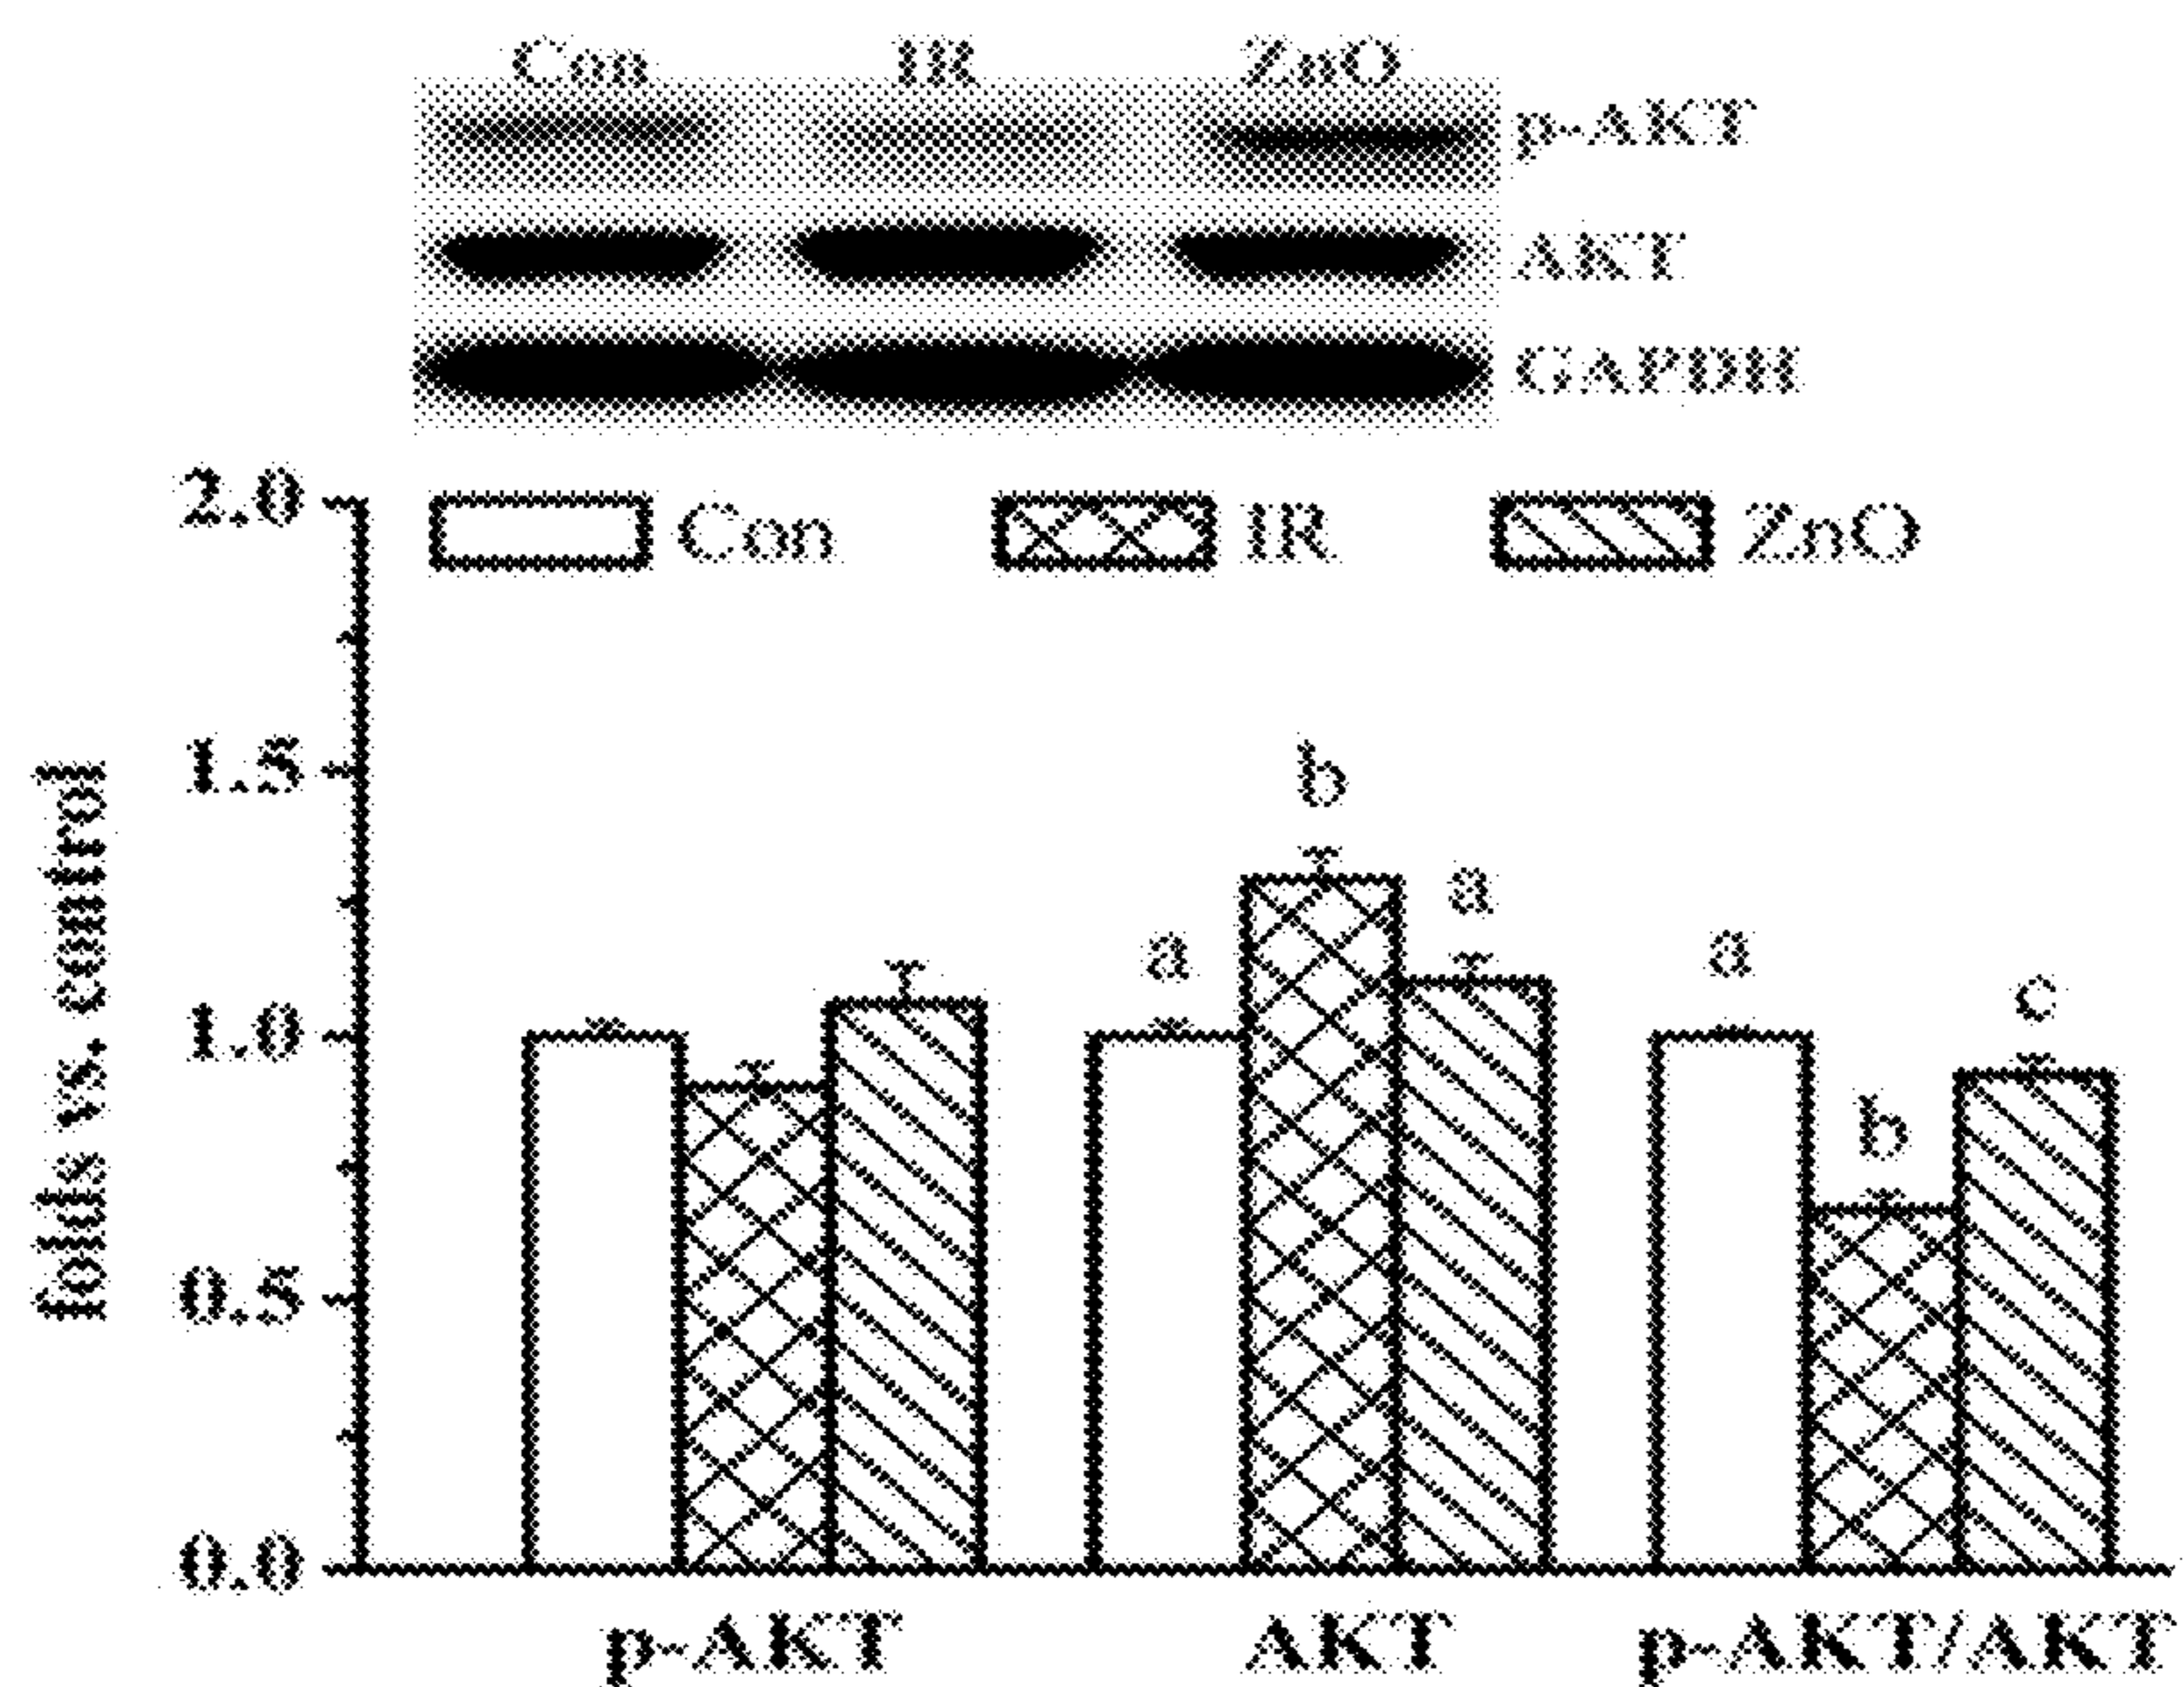 Con IR ZnO
p-AKT
AKT
GAPDH
Con IR ZnO
2.0
1.5
1.0
0.5
0.0
folds vs. control
b
a
a
a
c
b
p-AKT AKT p-AKT/AKT